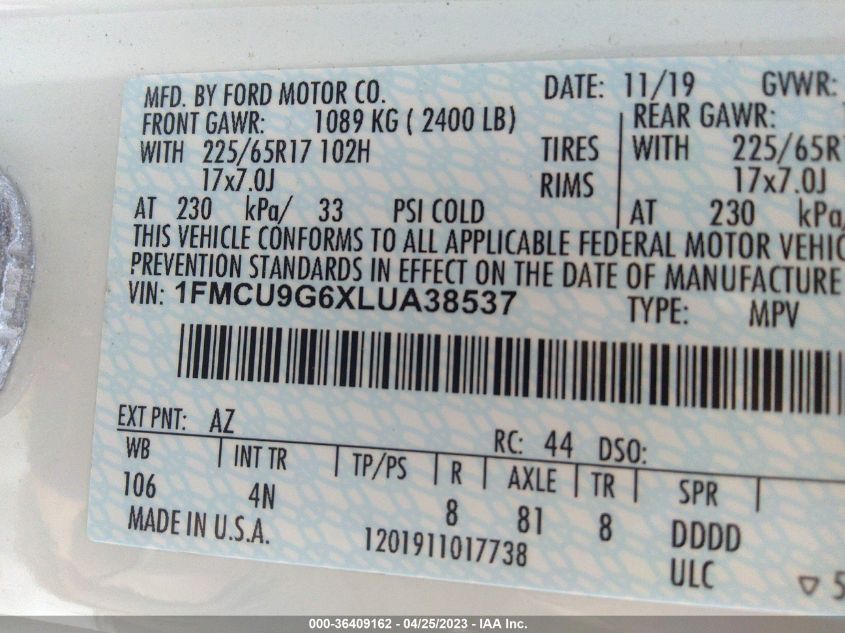 MFD. BY FORD MOTOR CO. DATE: 11/19 GVWR:
FRONT GAWR: 1089 KG ( 2400 LB) REAR GAWR:
WITH 225/65R17 102H TIRES WITH 225/65R1
17x7.0J RIMS 17x7.0J
AT 230 kPa/ 33 PSI COLD AT 230 kPa/
THIS VEHICLE CONFORMS TO ALL APPLICABLE FEDERAL MOTOR VEHIC
PREVENTION STANDARDS IN EFFECT ON THE DATE OF MANUFACTURE
VIN: 1FMCU9G6XLUA38537 TYPE: MPV
EXT PNT: AZ RC: 44 DSO:
WB INT TR TP/PS R AXLE TR SPR
106 4N 8 81 8 DDDD
MADE IN U.S.A. 1201911017738 ULC
▽ 5
000-36409162 - 04/25/2023 - IAA Inc.